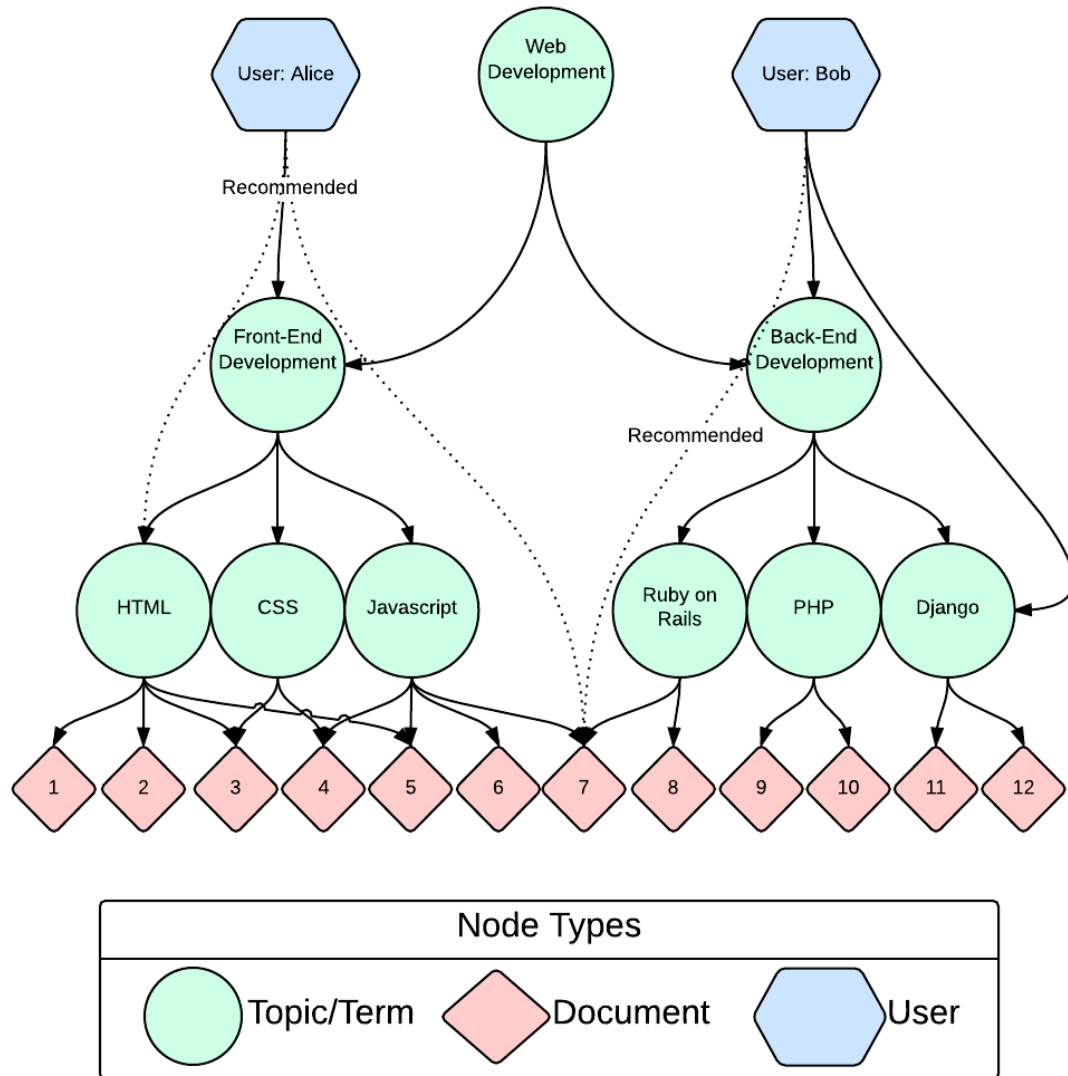 User: Alice
Web
Development
User: Bob
Recommended
Front-End
Development
Back-End
Development
Recommended
HTML
CSS
Javascript
Ruby on
Rails
PHP
Django
1
2
3
4
5
6
7
8
9
10
11
12
Node Types
Topic/Term
Document
User